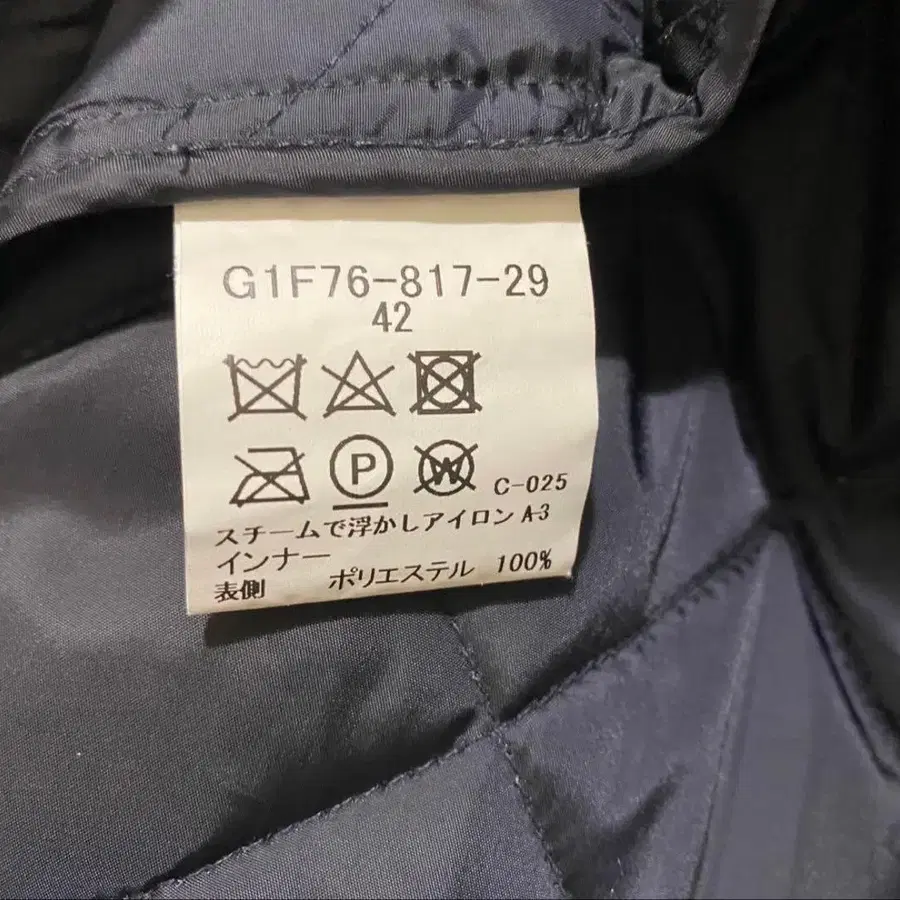 G1F76-817-29
42
P W C-025
スチームで浮かしアイロン A-3
インナー
表側 ポリエステル 100%